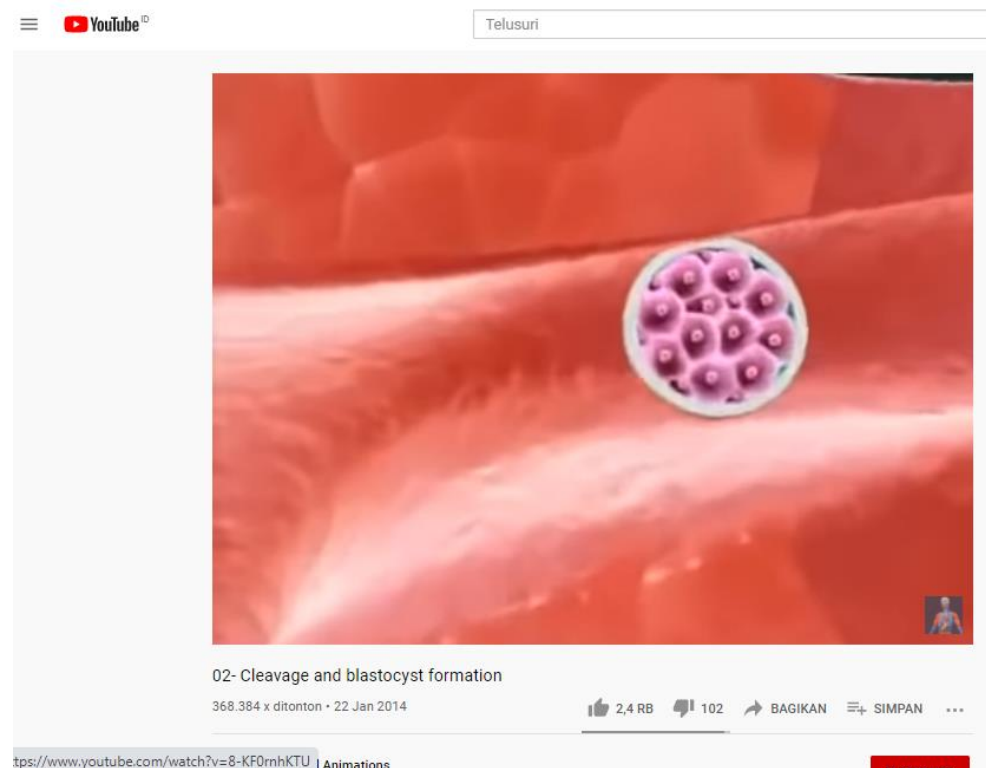 YouTube ID
Telusuri
02- Cleavage and blastocyst formation
368.384 x ditonton • 22 Jan 2014
2,4 RB 102 BAGIKAN SIMPAN ...
tps://www.youtube.com/watch?v=8-KF0rnhKTU l Animations